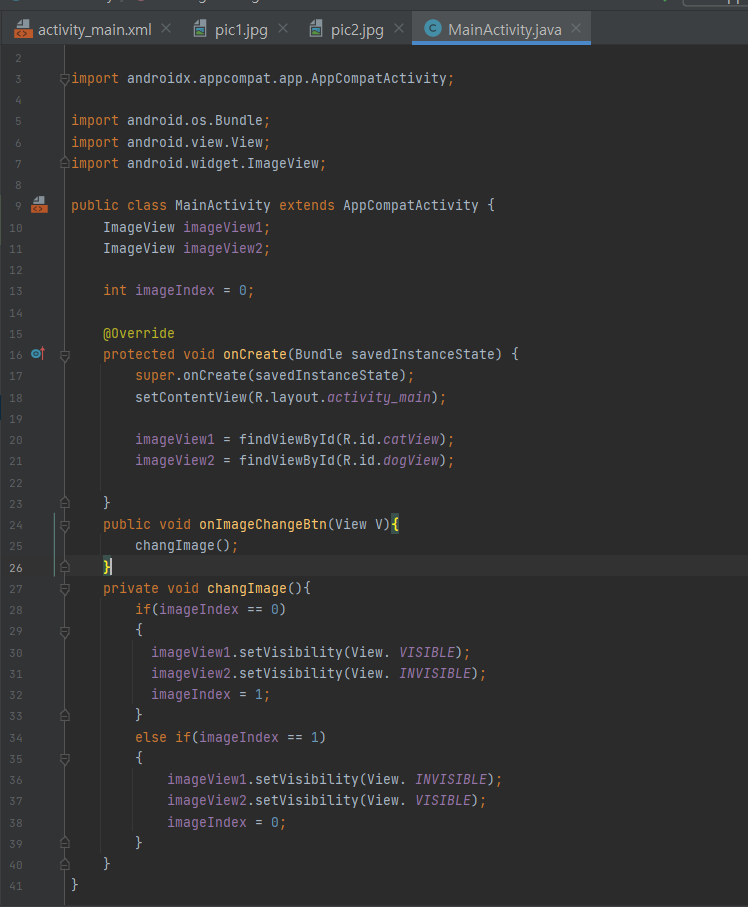 activity_main.xml
pic1.jpg
pic2.jpg
MainActivity.java
2
3 import androidx.appcompat.app.AppCompatActivity;
4
5 import android.os.Bundle;
6 import android.view.View;
7 import android.widget.ImageView;
8
9 public class MainActivity extends AppCompatActivity {
10 ImageView imageView1;
11 ImageView imageView2;
12
13 int imageIndex = 0;
14
15 @Override
16 protected void onCreate(Bundle savedInstanceState) {
17 super.onCreate(savedInstanceState);
18 setContentView(R.layout.activity_main);
19
20 imageView1 = findViewById(R.id.catView);
21 imageView2 = findViewById(R.id.dogView);
22
23 }
24 public void onImageChangeBtn(View V){
25 changImage();
26 }
27 private void changImage(){
28 if(imageIndex == 0)
29 {
30 imageView1.setVisibility(View. VISIBLE);
31 imageView2.setVisibility(View. INVISIBLE);
32 imageIndex = 1;
33 }
34 else if(imageIndex == 1)
35 {
36 imageView1.setVisibility(View. INVISIBLE);
37 imageView2.setVisibility(View. VISIBLE);
38 imageIndex = 0;
39 }
40 }
41 }